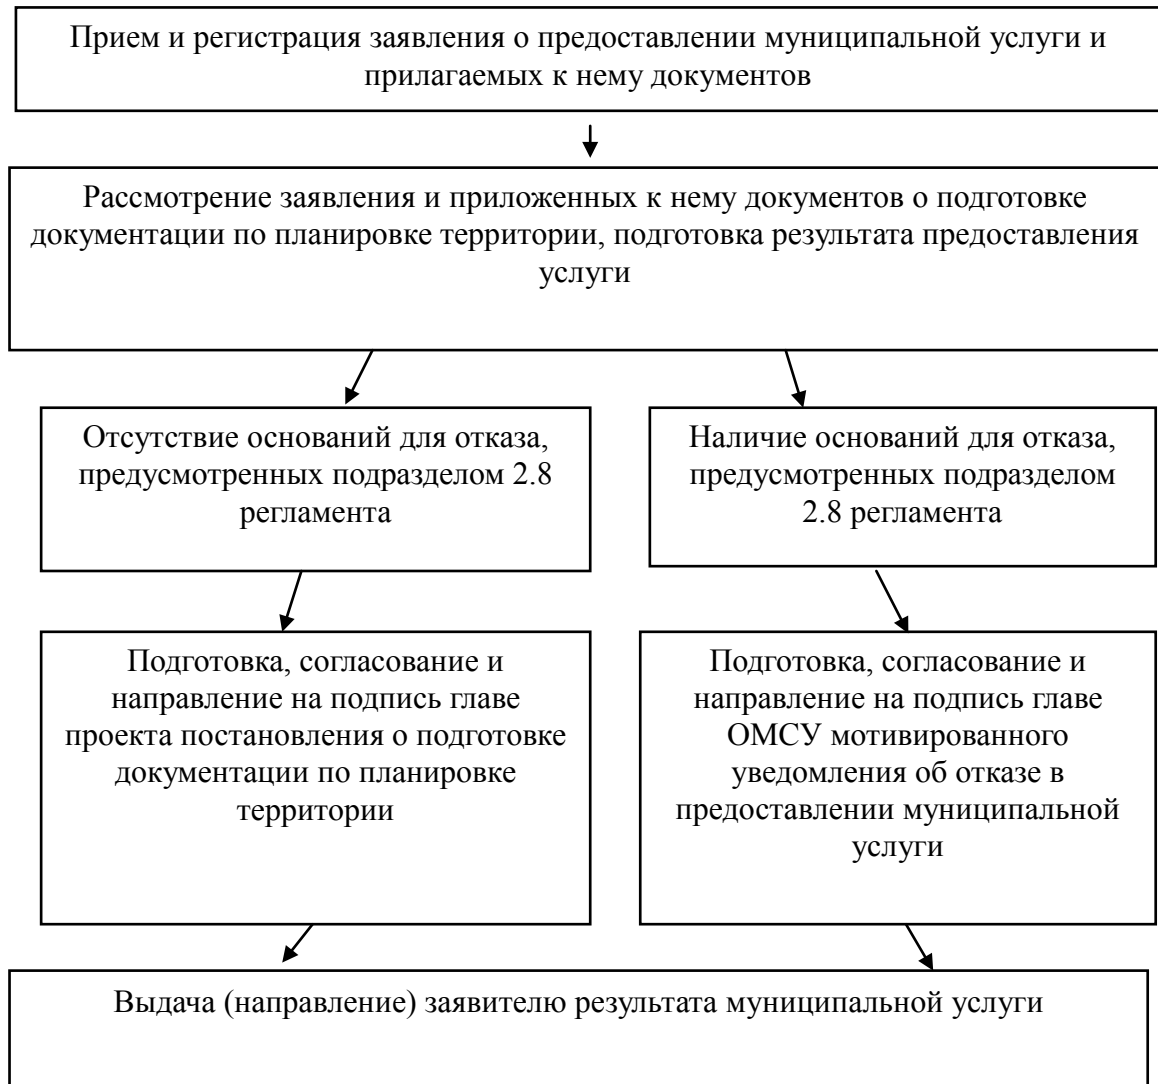 Прием и регистрация заявления о предоставлении муниципальной услуги и
прилагаемых к нему документов
Рассмотрение заявления и приложенных к нему документов о подготовке
документации по планировке территории, подготовка результата предоставления
услуги
Отсутствие оснований для отказа,
предусмотренных подразделом 2.8
регламента
Наличие оснований для отказа,
предусмотренных подразделом
2.8 регламента
Подготовка, согласование и
направление на подпись главе
проекта постановления о подготовке
документации по планировке
территории
Подготовка, согласование и
направление на подпись главе
ОМСУ мотивированного
уведомления об отказе в
предоставлении муниципальной
услуги
Выдача (направление) заявителю результата муниципальной услуги